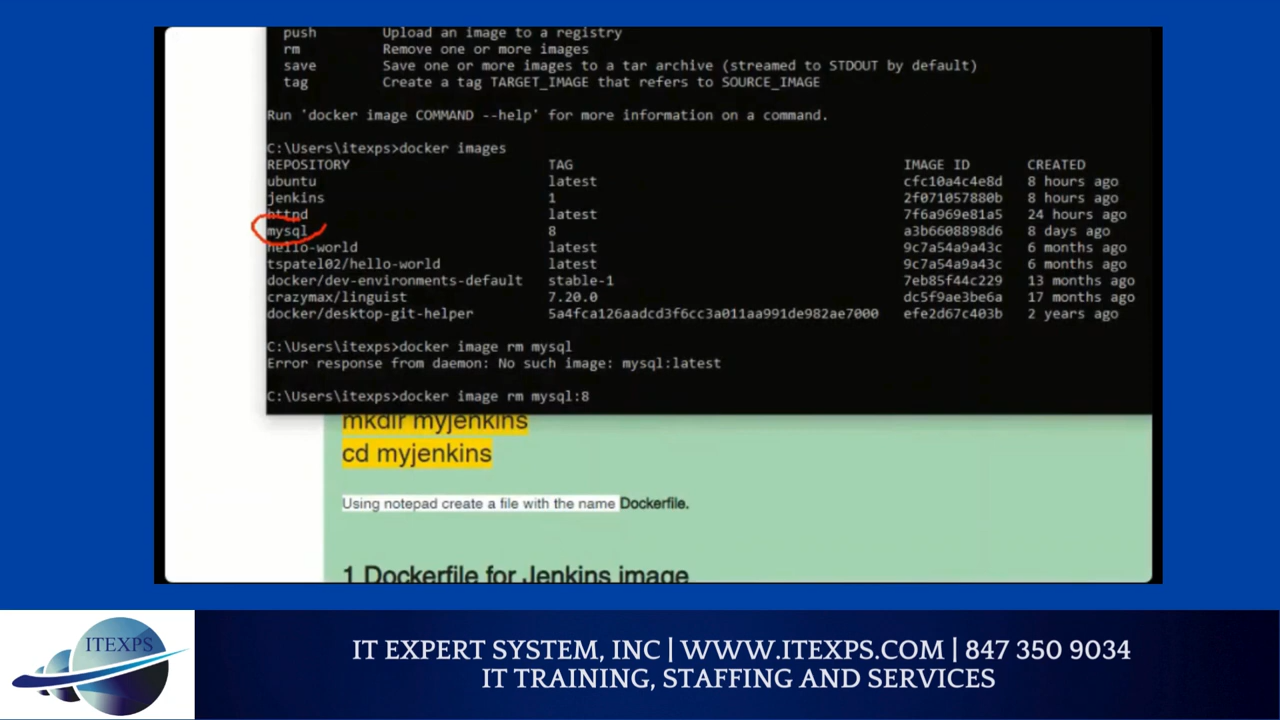 push Upload an image to a registry
rm Remove one or more images
save Save one or more images to a tar archive (streamed to STDOUT by default)
tag Create a tag TARGET_IMAGE that refers to SOURCE_IMAGE
Run 'docker image COMMAND --help' for more information on a command.
C:\Users\itexps>docker images
REPOSITORY TAG IMAGE ID CREATED
ubuntu latest cfc10a4c4e8d 8 hours ago
jenkins 1 2f071057880b 8 hours ago
httpd latest 7f6a969e81a5 24 hours ago
mysql 8 a3b6608898d6 8 days ago
hello-world latest 9c7a54a9a43c 6 months ago
tspatel02/hello-world latest 9c7a54a9a43c 6 months ago
docker/dev-environments-default stable-1 7eb85f44c229 13 months ago
crazymax/linguist 7.20.0 dc5f9ae3be6a 17 months ago
docker/desktop-git-helper 5a4fca126aadcd3f6cc3a011aa991de982ae7000 efe2d67c403b 2 years ago
C:\Users\itexps>docker image rm mysql
Error response from daemon: No such image: mysql:latest
C:\Users\itexps>docker image rm mysql:8
mkdir myjenkins
cd myjenkins
Using notepad create a file with the name Dockerfile.
1 Dockerfile for Jenkins image
ITEXPS
IT EXPERT SYSTEM, INC | WWW.ITEXPS.COM | 847 350 9034
IT TRAINING, STAFFING AND SERVICES